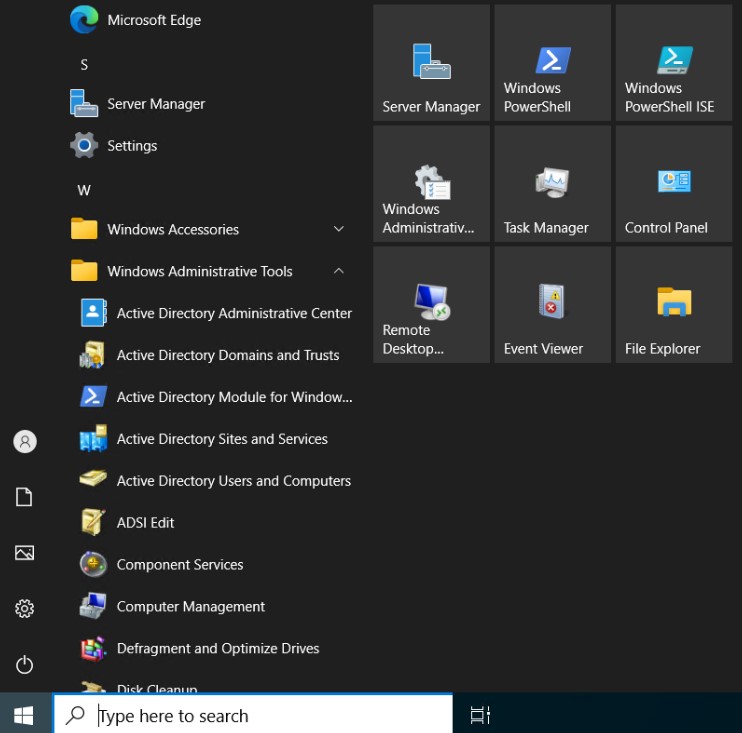 Microsoft Edge
S
Server Manager
Settings
W
Windows Accessories
Windows Administrative Tools
Active Directory Administrative Center
Active Directory Domains and Trusts
Active Directory Module for Window...
Active Directory Sites and Services
Active Directory Users and Computers
ADSI Edit
Component Services
Computer Management
Defragment and Optimize Drives
Disk Cleanup
Server Manager
Windows
PowerShell
Windows
PowerShell ISE
Windows
Administrativ...
Task Manager
Control Panel
Remote
Desktop...
Event Viewer
File Explorer
Type here to search